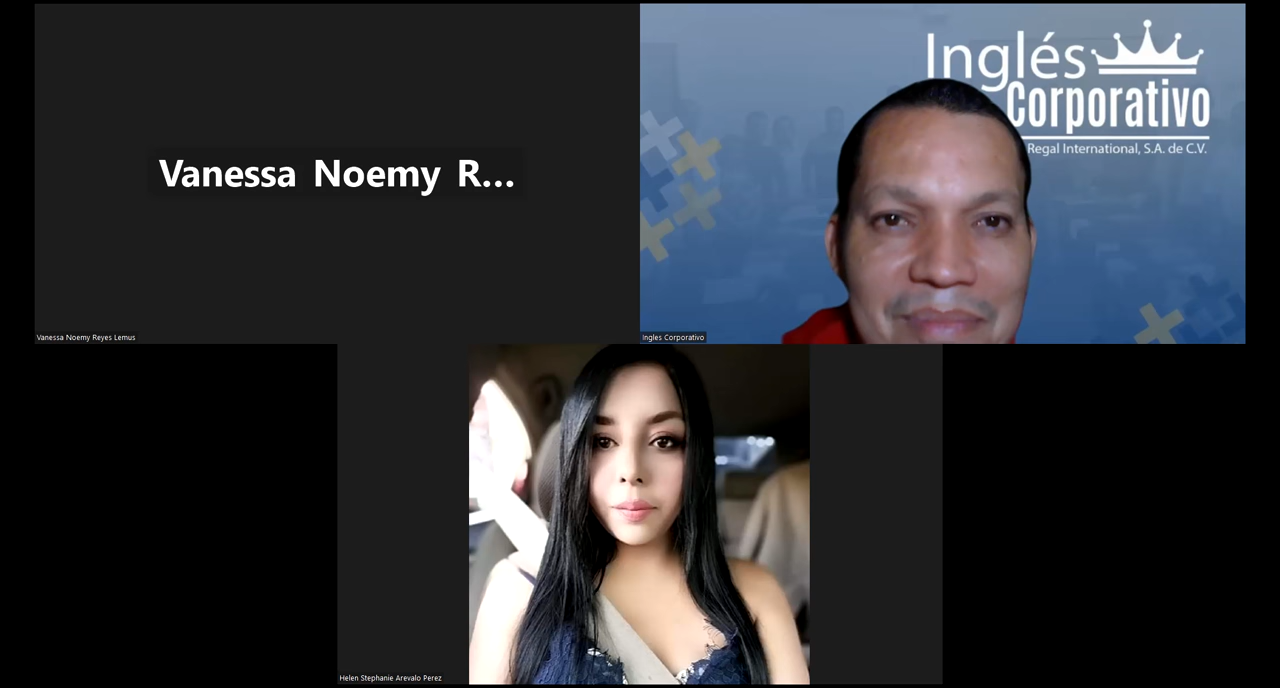 Vanessa Noemy R...
Vanessa Noemy Reyes Lemus
Inglés
Corporativo
Regal International, S.A. de C.V.
Ingles Corporativo
Helen Stephanie Arevalo Perez